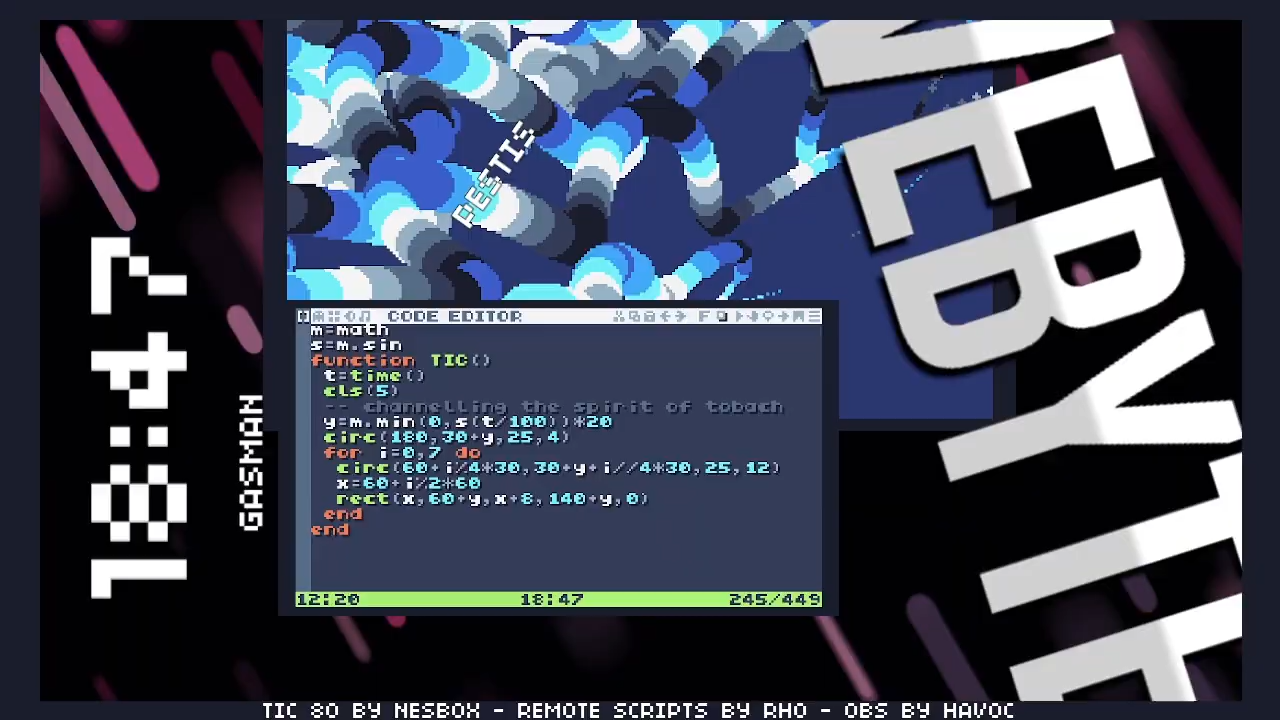 18:47
GASMAN
PESTIS
VEBYTE
CODE EDITOR
m=math
s=m.sin
function TIC()
t=time()
cls(5)
-- channelling the spirit of tobach
y=m.min(0,s(t/100))*20
circ(180,30+y,25,4)
for i=0,7 do
circ(60+i%4*30,30+y+i//4*30,25,12)
x=60+i%2*60
rect(x,60+y,x+8,140+y,0)
end
end
12:20 18:47 245/449
TIC 80 BY NESBOX - REMOTE SCRIPTS BY RHO - OBS BY HAVOC